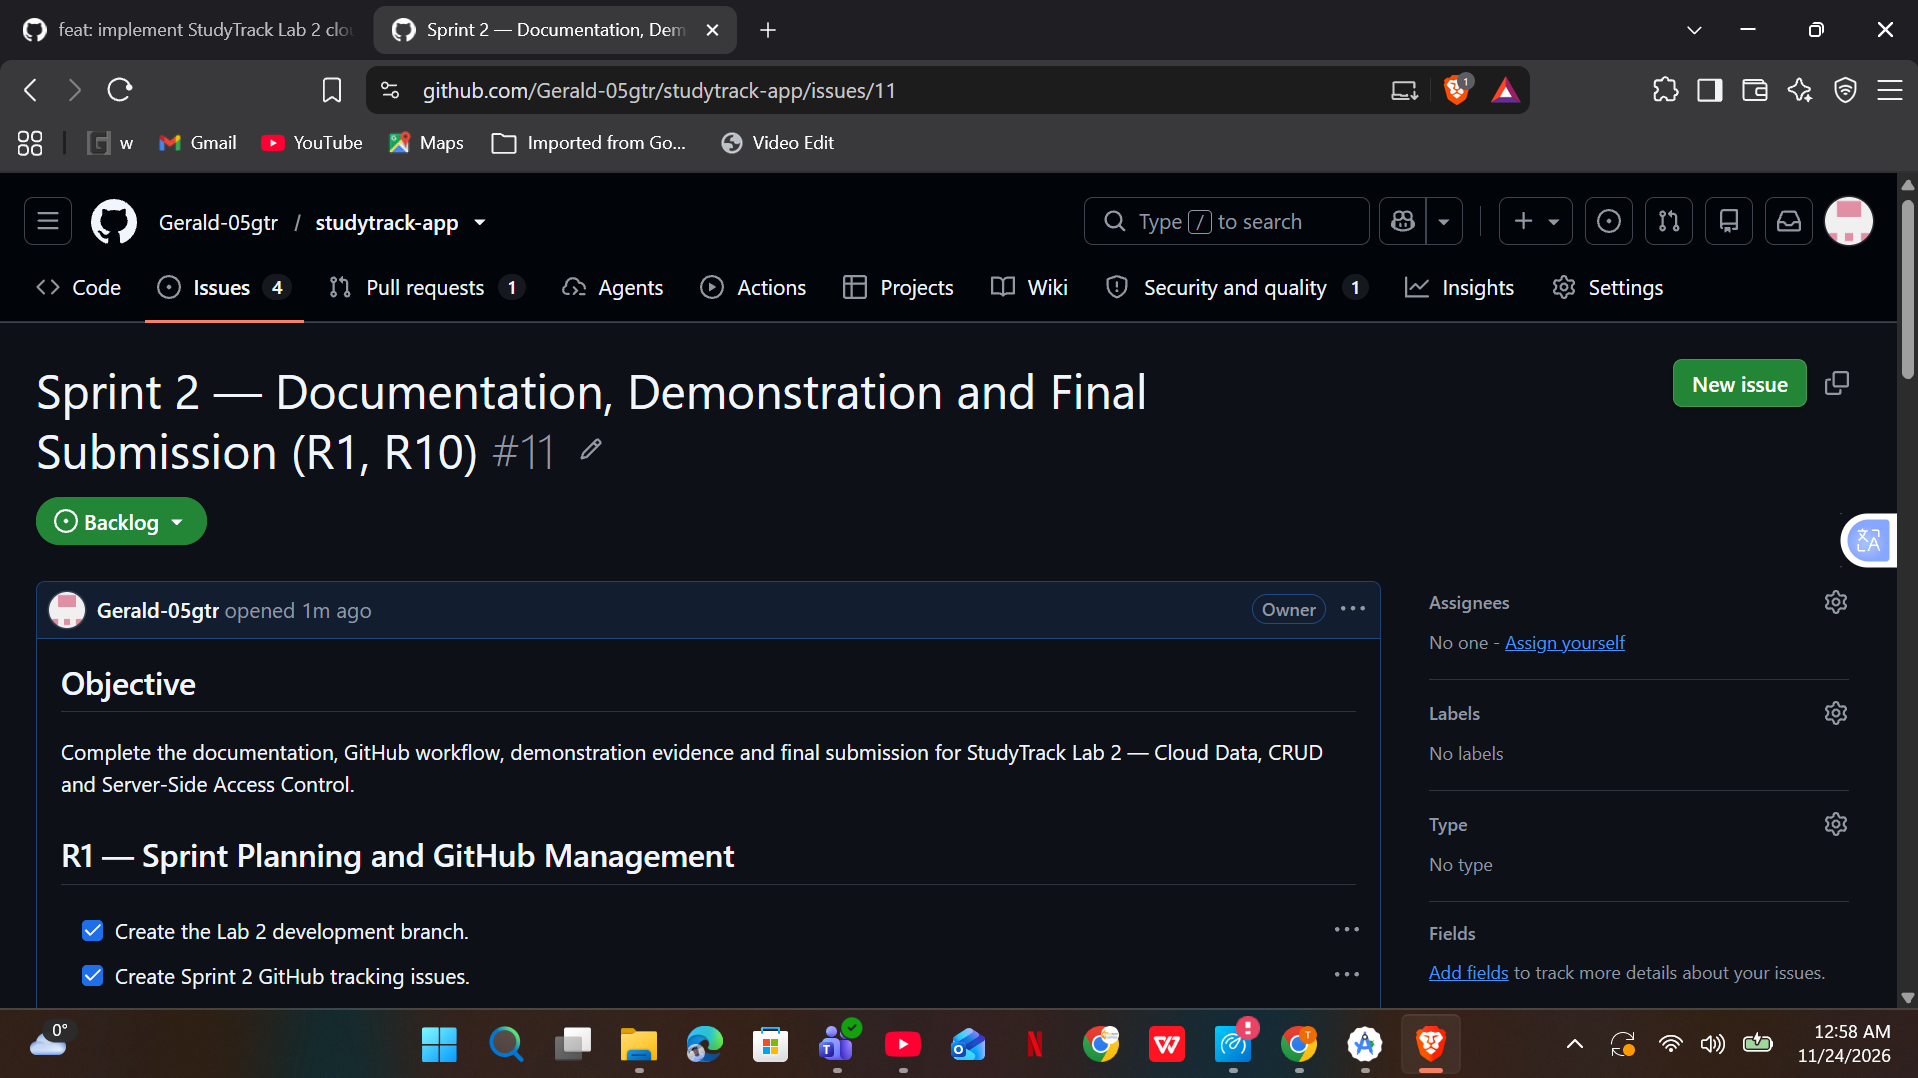 feat: implement StudyTrack Lab 2 clo
Sprint 2 — Documentation, Dem
github.com/Gerald-05gtr/studytrack-app/issues/11
1
w
Gmail
YouTube
Maps
Imported from Go...
Video Edit
Gerald-05gtr / studytrack-app
Type / to search
Code
Issues 4
Pull requests 1
Agents
Actions
Projects
Wiki
Security and quality 1
Insights
Settings
Sprint 2 — Documentation, Demonstration and Final
Submission (R1, R10) #11
New issue
Backlog
Gerald-05gtr opened 1m ago
Owner
Objective
Complete the documentation, GitHub workflow, demonstration evidence and final submission for StudyTrack Lab 2 — Cloud Data, CRUD
and Server-Side Access Control.
R1 — Sprint Planning and GitHub Management
Create the Lab 2 development branch.
Create Sprint 2 GitHub tracking issues.
Assignees
No one - Assign yourself
Labels
No labels
Type
No type
Fields
Add fields to track more details about your issues.
0°
12:58 AM
11/24/2026